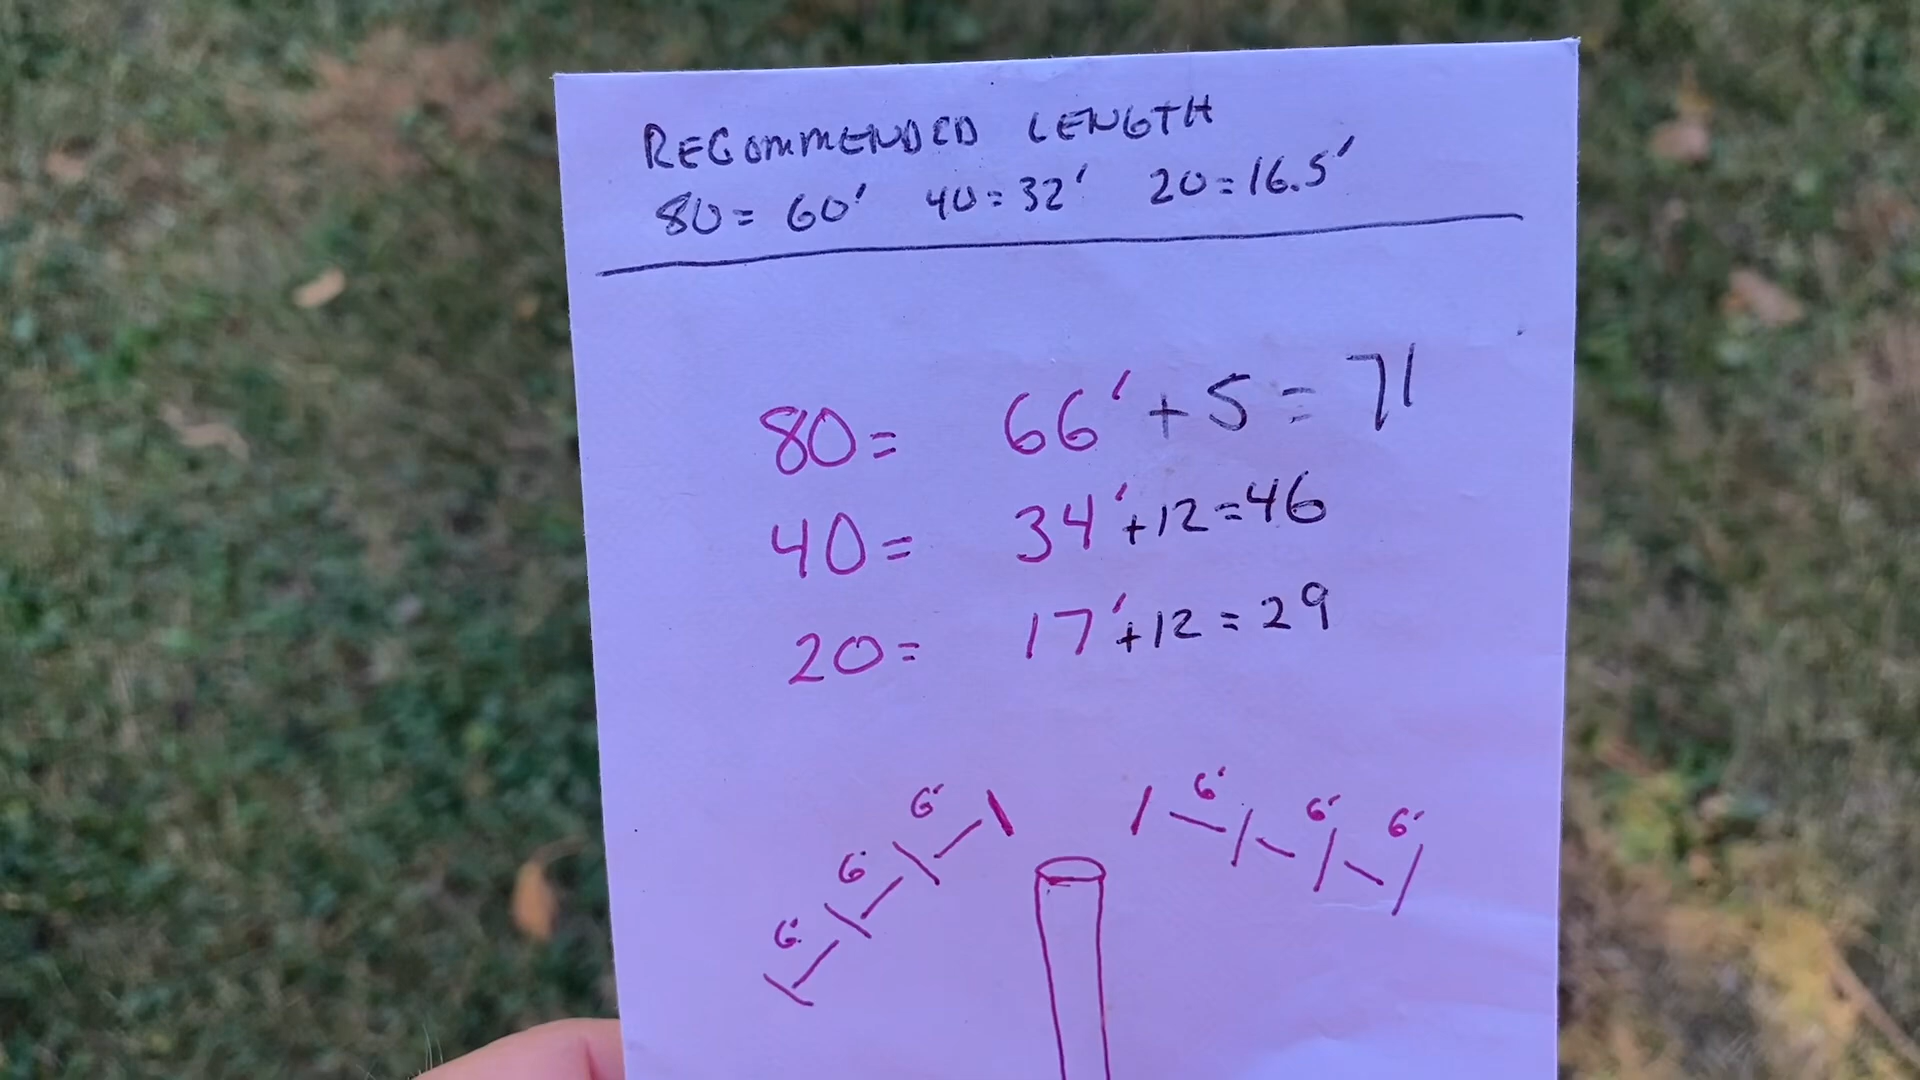 RECOMMENDED LENGTH
80 = 60' 40 = 32' 20 = 16.5'
80 = 66' + 5 = 71
40 = 34' + 12 = 46
20 = 17' + 12 = 29
6' 6'
6' 6' 6'
6'